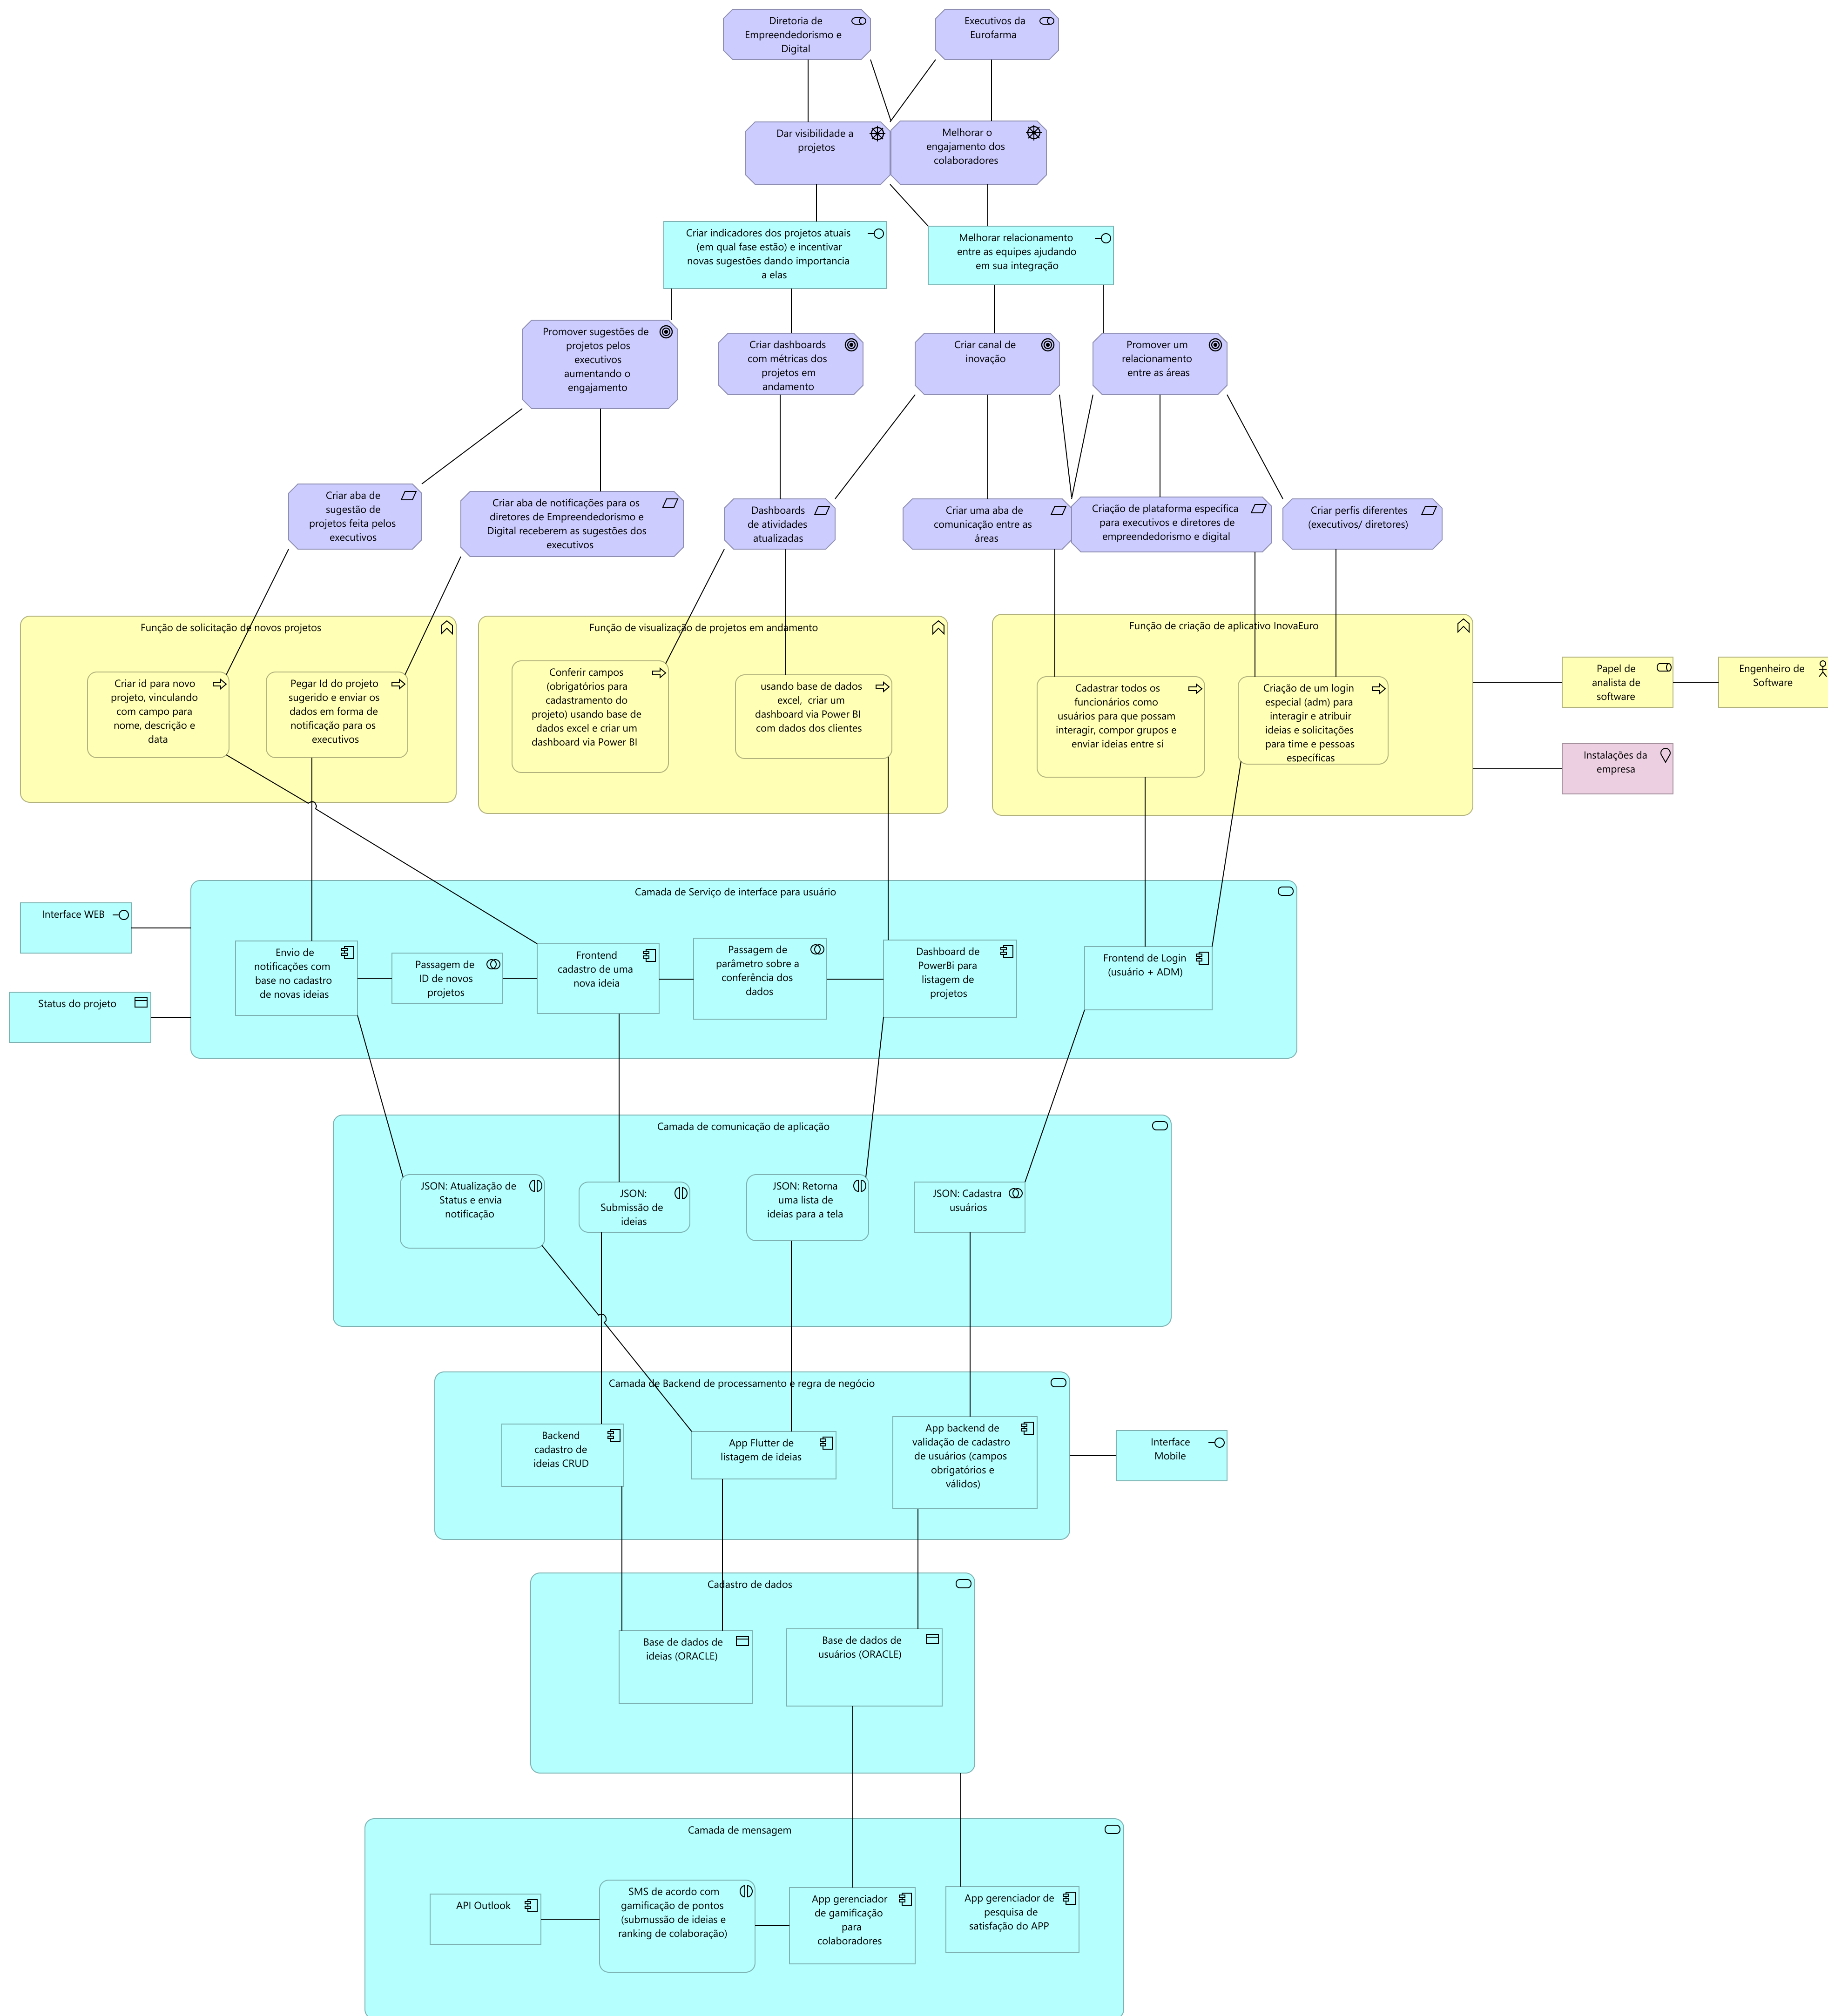 Diretoria de
Empreendedorismo e
Digital
Executivos da
Eurofarma
Dar visibilidade a
projetos
Melhorar o
engajamento dos
colaboradores
Criar indicadores dos projetos atuais
(em qual fase estão) e incentivar
novas sugestões dando importancia
a elas
Melhorar relacionamento
entre as equipes ajudando
em sua integração
Promover sugestões de
projetos pelos
executivos
aumentando o
engajamento
Criar dashboards
com métricas dos
projetos em
andamento
Criar canal de
inovação
Promover um
relacionamento
entre as áreas
Criar aba de
sugestão de
projetos feita pelos
executivos
Criar aba de notificações para os
diretores de Empreendedorismo e
Digital receberem as sugestões dos
executivos
Dashboards
de atividades
atualizadas
Criar uma aba de
comunicação entre as
áreas
Criação de plataforma específica
para executivos e diretores de
empreendedorismo e digital
Criar perfis diferentes
(executivos/ diretores)
Função de solicitação de novos projetos
Criar id para novo
projeto, vinculando
com campo para
nome, descrição e
data
Pegar Id do projeto
sugerido e enviar os
dados em forma de
notificação para os
executivos
Função de visualização de projetos em andamento
Conferir campos
(obrigatórios para
cadastramento do
projeto) usando base de
dados excel e criar um
dashboard via Power BI
usando base de dados
excel,  criar um
dashboard via Power BI
com dados dos clientes
Função de criação de aplicativo InovaEuro
Cadastrar todos os
funcionários como
usuários para que possam
interagir, compor grupos e
enviar ideias entre sí
Criação de um login
especial (adm) para
interagir e atribuir
ideias e solicitações
para time e pessoas
específicas
Papel de
analista de
software
Engenheiro de
Software
Instalações da
empresa
Camada de Serviço de interface para usuário
Interface WEB
Status do projeto
Envio de
notificações com
base no cadastro
de novas ideias
Passagem de
ID de novos
projetos
Frontend
cadastro de uma
nova ideia
Passagem de
parâmetro sobre a
conferência dos
dados
Dashboard de
PowerBi para
listagem de
projetos
Frontend de Login
(usuário + ADM)
Camada de comunicação de aplicação
JSON: Atualização de
Status e envia
notificação
JSON:
Submissão de
ideias
JSON: Retorna
uma lista de
ideias para a tela
JSON: Cadastra
usuários
Camada de Backend de processamento e regra de negócio
Backend
cadastro de
ideias CRUD
App Flutter de
listagem de ideias
App backend de
validação de cadastro
de usuários (campos
obrigatórios e
válidos)
Interface
Mobile
Cadastro de dados
Base de dados de
ideias (ORACLE)
Base de dados de
usuários (ORACLE)
Camada de mensagem
API Outlook
SMS de acordo com
gamificação de pontos
(submussão de ideias e
ranking de colaboração)
App gerenciador
de gamificação
para
colaboradores
App gerenciador de
pesquisa de
satisfação do APP